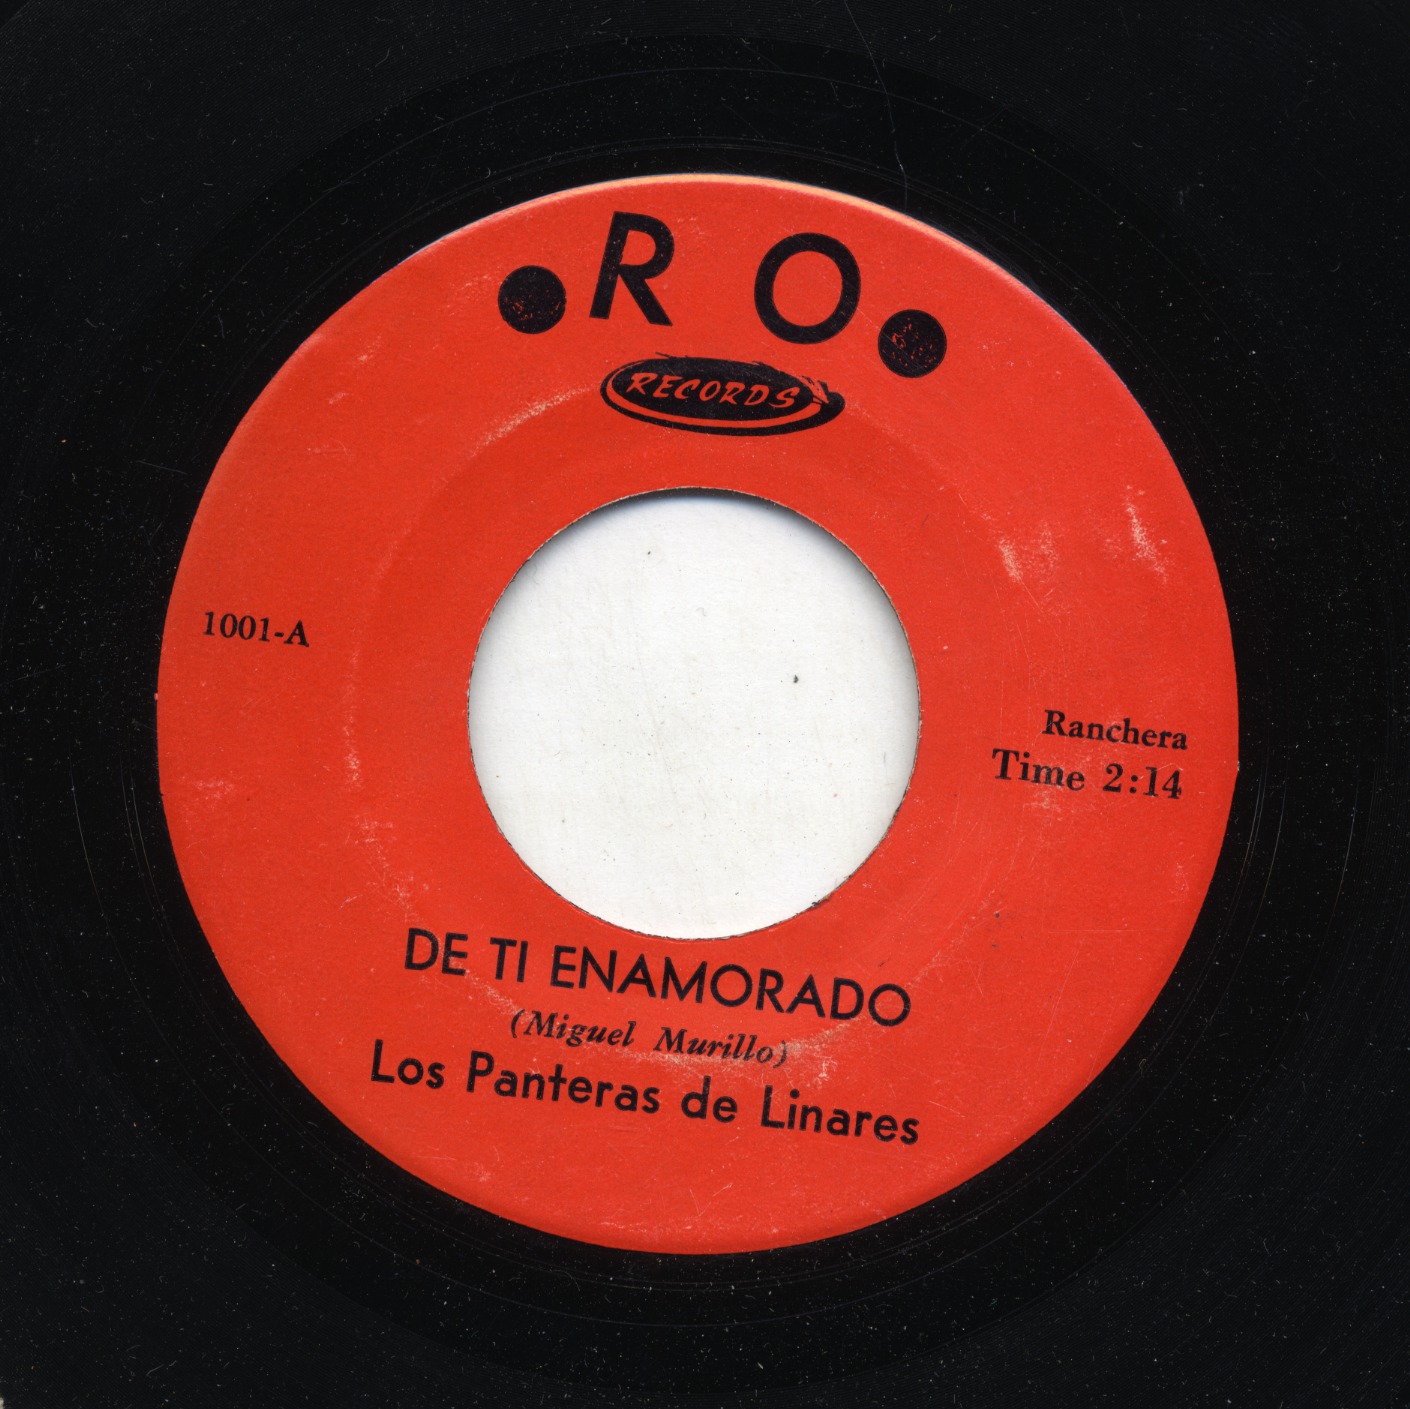 ●R O●
RECORDS
1001-A
Ranchera
Time 2:14
DE TI ENAMORADO
(Miguel Murillo)
Los Panteras de Linares